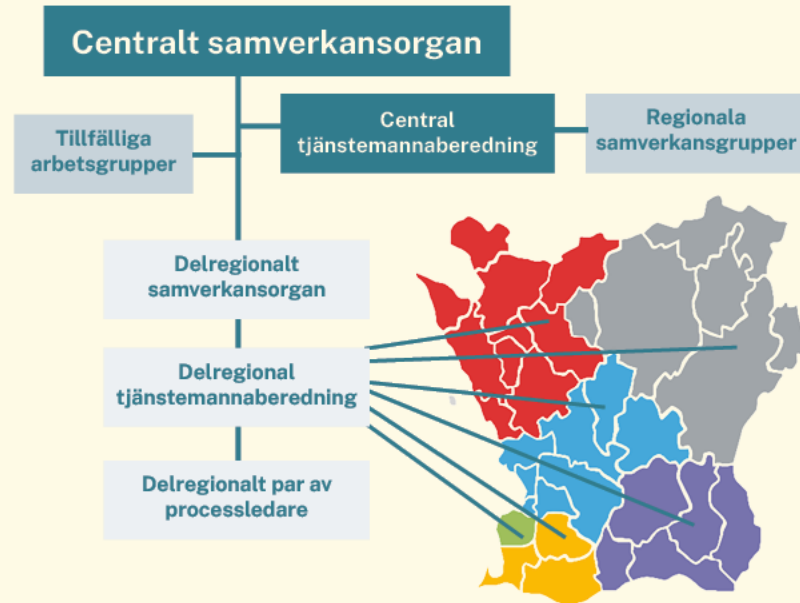 Centralt samverkansorgan
Central
tjänstemannaberedning
Regionala
samverkansgrupper
Tillfälliga
arbetsgrupper
Delregionalt
samverkansorgan
Delregional
tjänstemannaberedning
Delregionalt par av
processledare